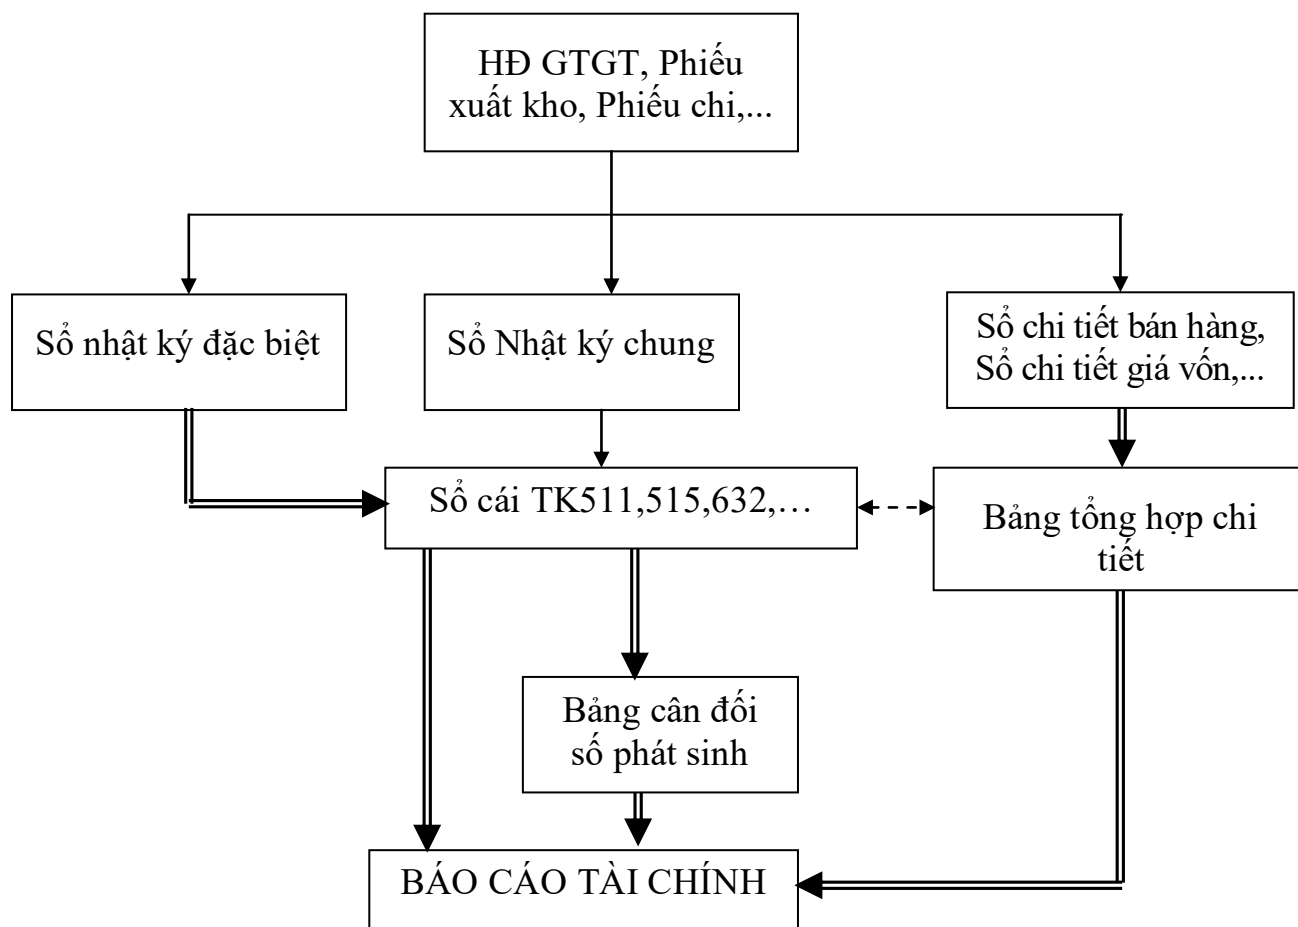 HĐ GTGT, Phiếu
xuất kho, Phiếu chi,...
Sổ nhật ký đặc biệt
Sổ Nhật ký chung
Sổ chi tiết bán hàng,
Sổ chi tiết giá vốn,...
Sổ cái TK511,515,632,…
Bảng tổng hợp chi
tiết
Bảng cân đối
số phát sinh
BÁO CÁO TÀI CHÍNH